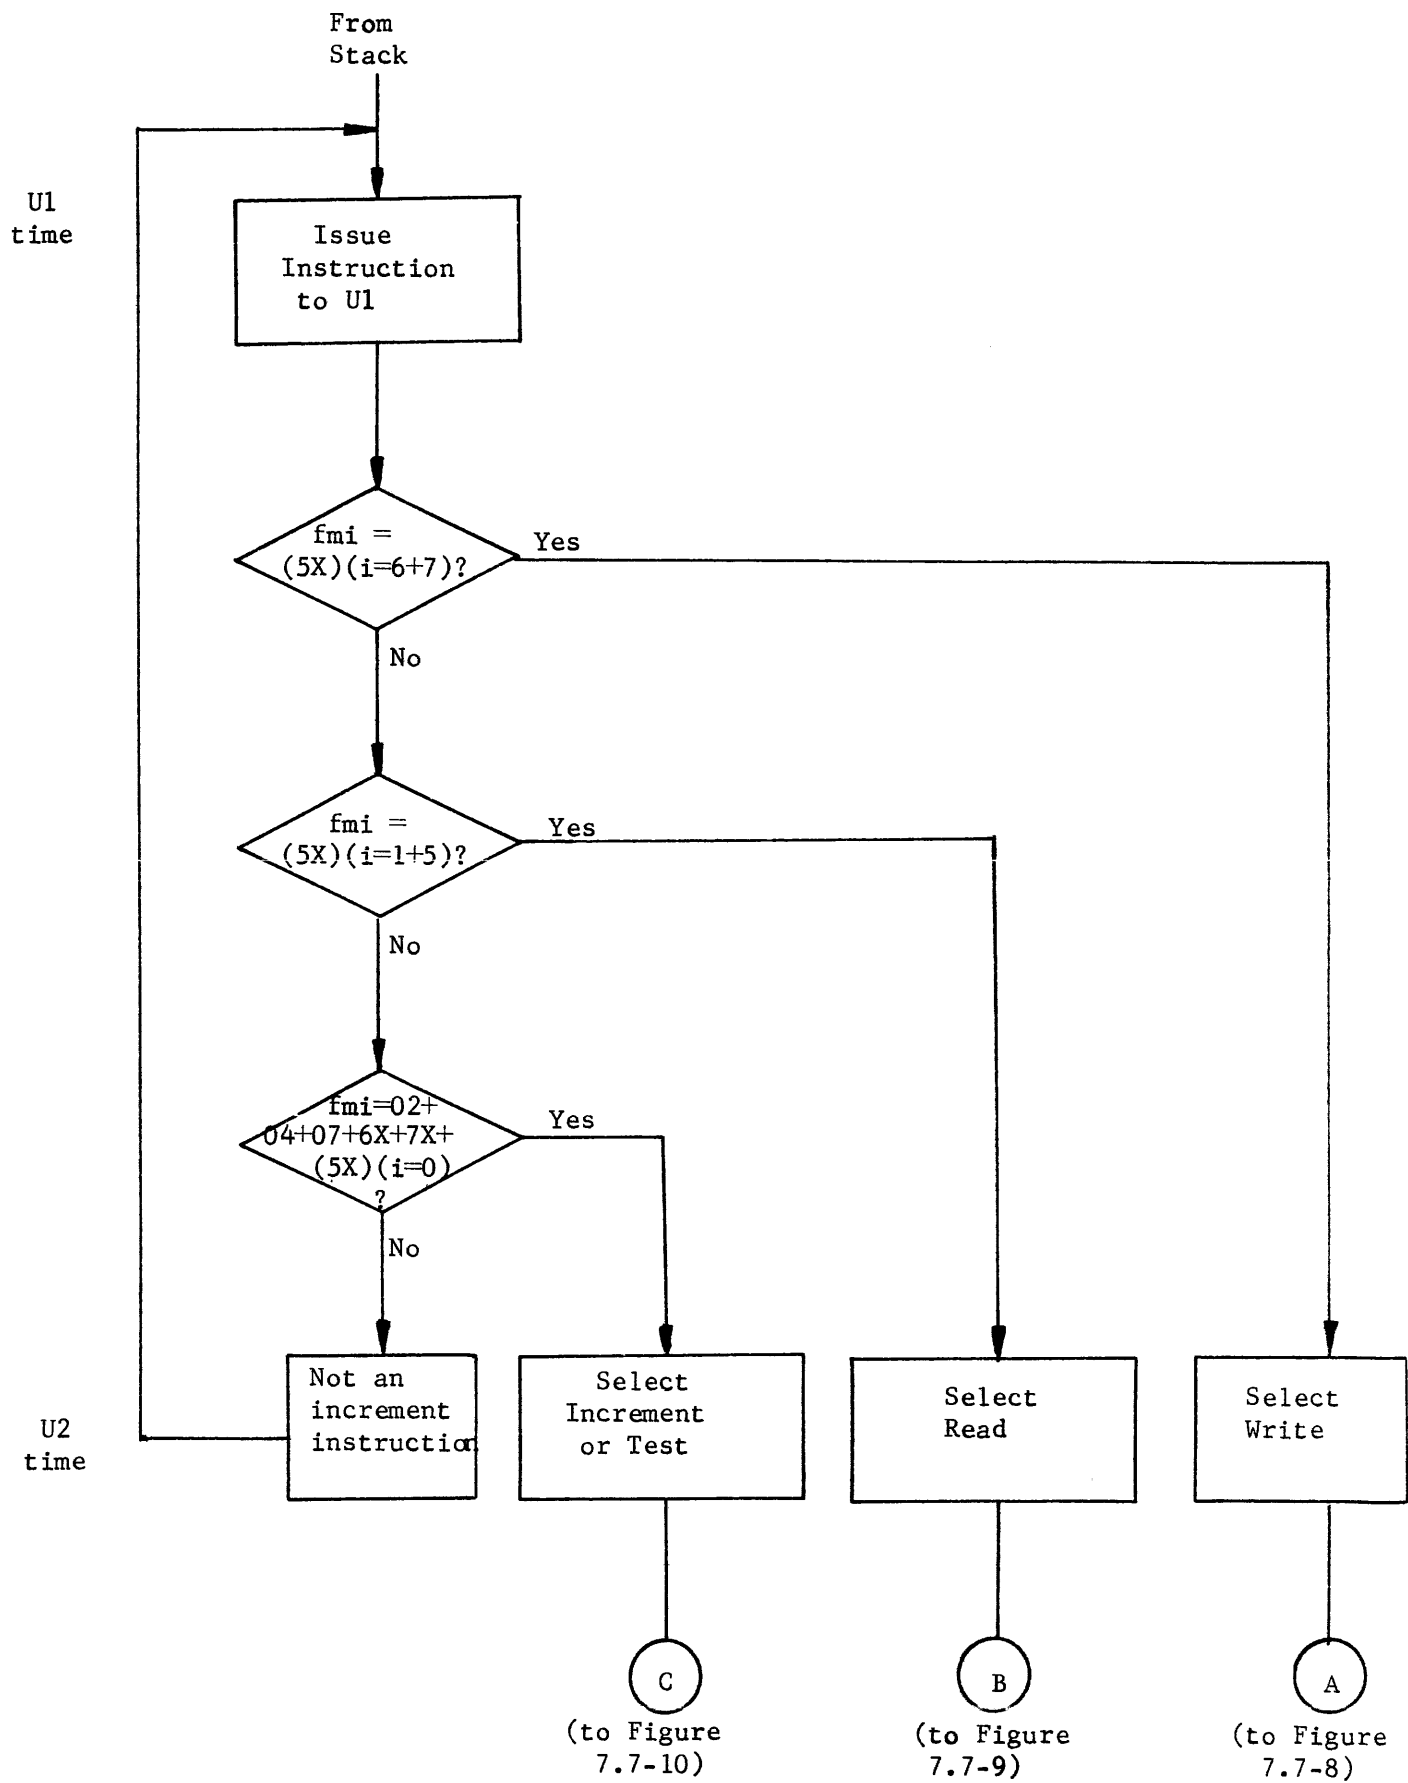 From
Stack
U1
time
Issue
Instruction
to U1
fmi =
(5X)(i=6+7)?
Yes
No
fmi =
(5X)(i=1+5)?
Yes
No
fmi=02+
04+07+6X+7X+
(5X)(i=0)
?
Yes
No
U2
time
Not an
increment
instruction
Select
Increment
or Test
Select
Read
Select
Write
C
B
A
(to Figure
7.7-10)
(to Figure
7.7-9)
(to Figure
7.7-8)